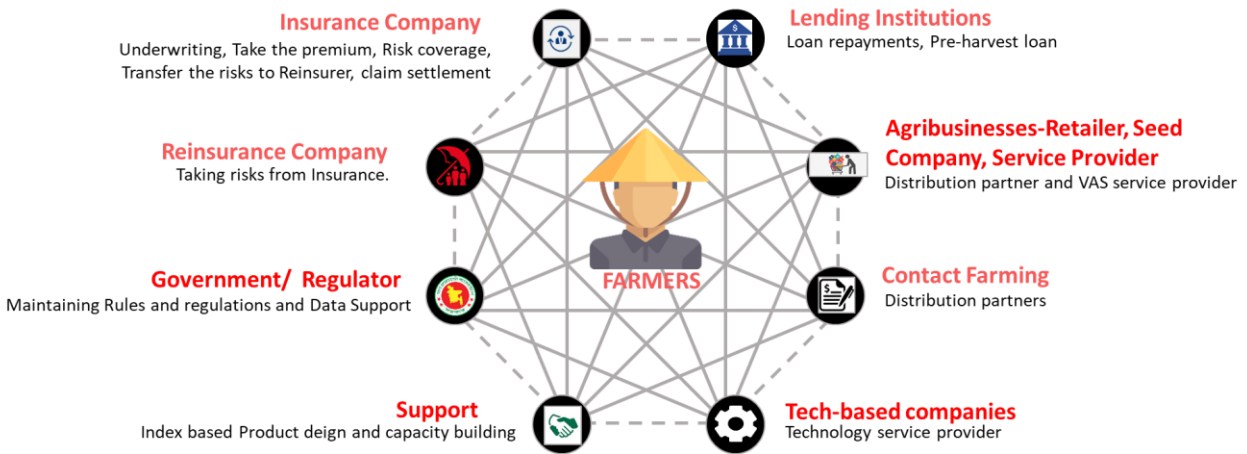 Insurance Company
Underwriting, Take the premium, Risk coverage,
Transfer the risks to Reinsurer, claim settlement
Lending Institutions
Loan repayments, Pre-harvest loan
Reinsurance Company
Taking risks from Insurance.
Agribusinesses-Retailer, Seed
Company, Service Provider
Distribution partner and VAS service provider
FARMERS
Government/ Regulator
Maintaining Rules and regulations and Data Support
Contact Farming
Distribution partners
Support
Index based Product deign and capacity building
Tech-based companies
Technology service provider